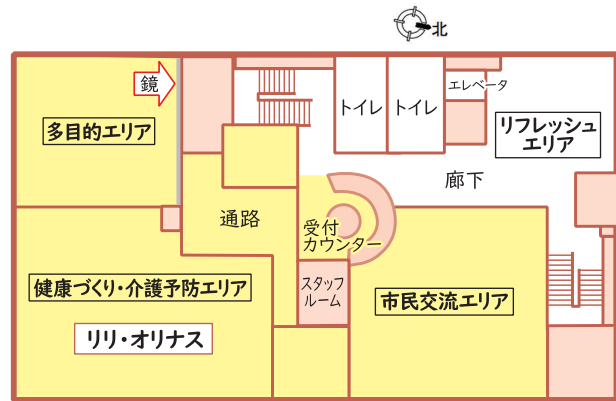 北
鏡
多目的エリア
トイレ
トイレ
エレベータ
リフレッシュ
エリア
廊下
通路
受付
カウンター
健康づくり・介護予防エリア
スタッフ
ルーム
市民交流エリア
リリ・オリナス